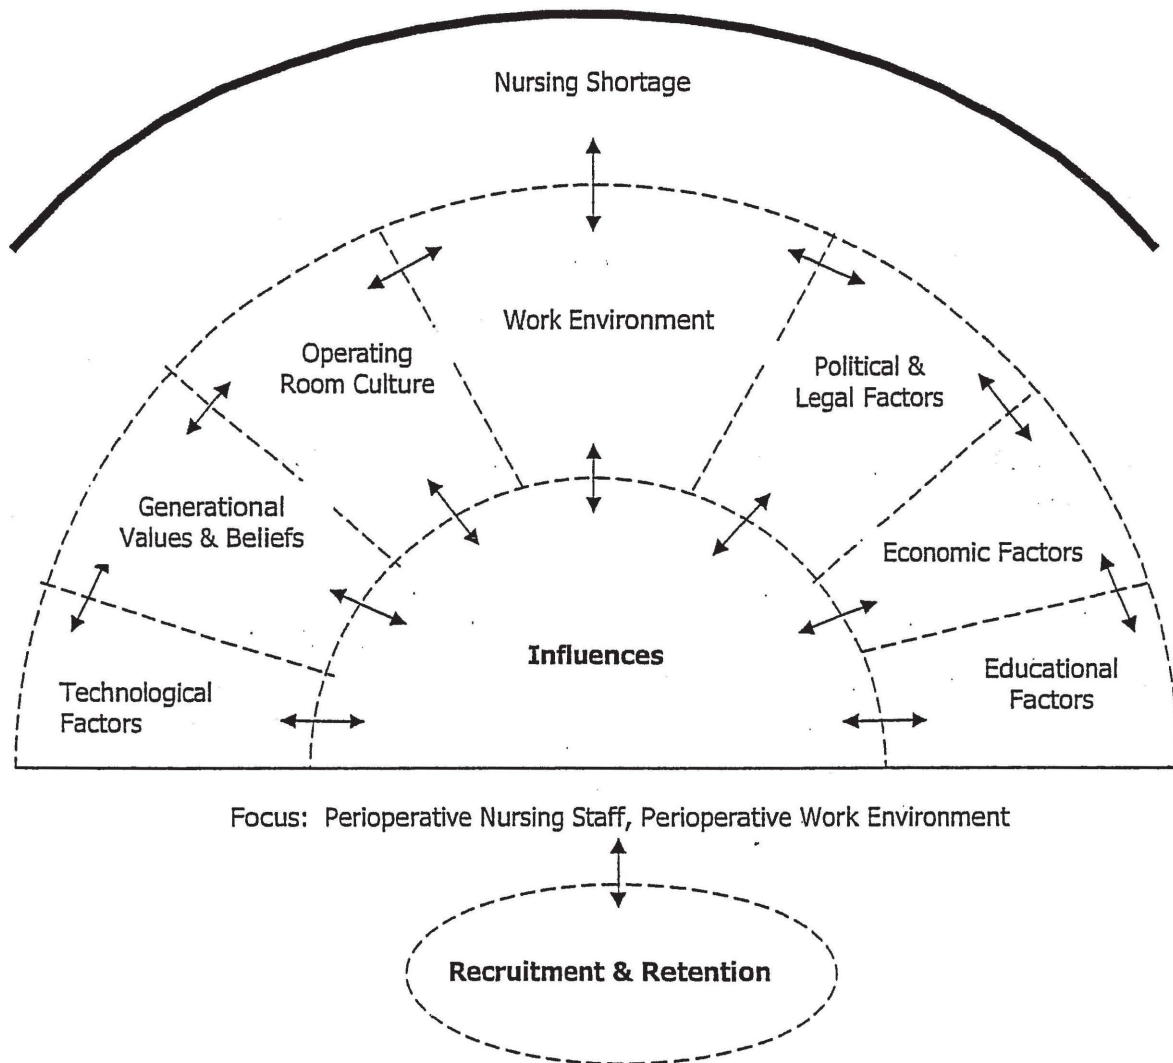 Nursing Shortage
Work Environment
Operating
Room Culture
Political &
Legal Factors
Generational
Values & Beliefs
Economic Factors
Influences
Technological
Factors
Educational
Factors
Focus: Perioperative Nursing Staff, Perioperative Work Environment
Recruitment & Retention